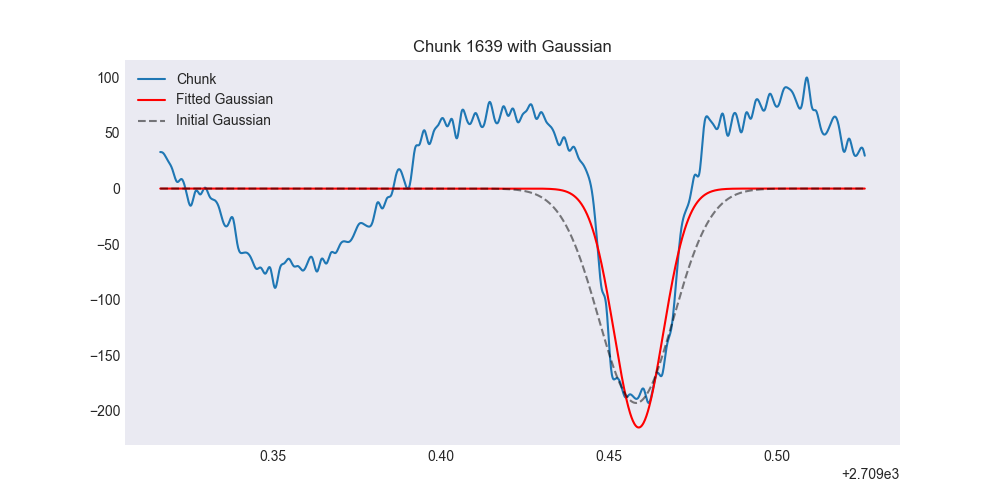 Chunk 1639 with Gaussian
Chunk
Fitted Gaussian
Initial Gaussian
100
50
0
−50
−100
−150
−200
0.35 0.40 0.45 0.50
+2.709e3